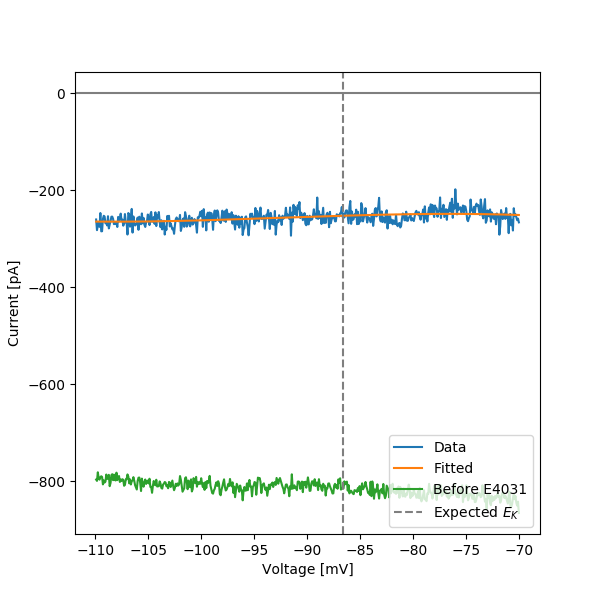 0
−200
−400
−600
−800
Current [pA]
Data
Fitted
Before E4031
Expected $E_K$
−110
−105
−100
−95
−90
−85
−80
−75
−70
Voltage [mV]